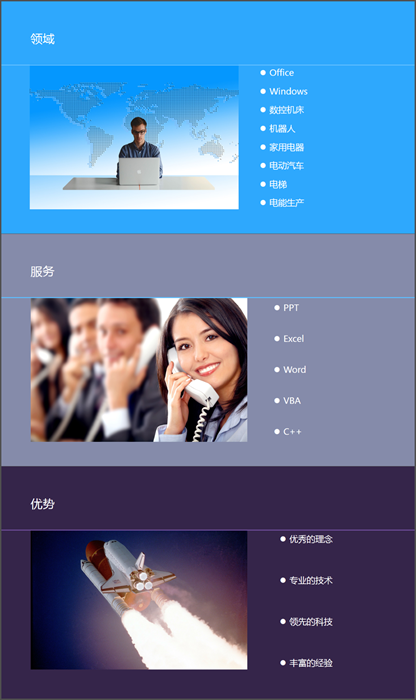 领域
Office
Windows
数控机床
机器人
家用电器
电动汽车
电梯
电能生产
服务
PPT
Excel
Word
VBA
C++
优势
优秀的理念
专业的技术
领先的科技
丰富的经验